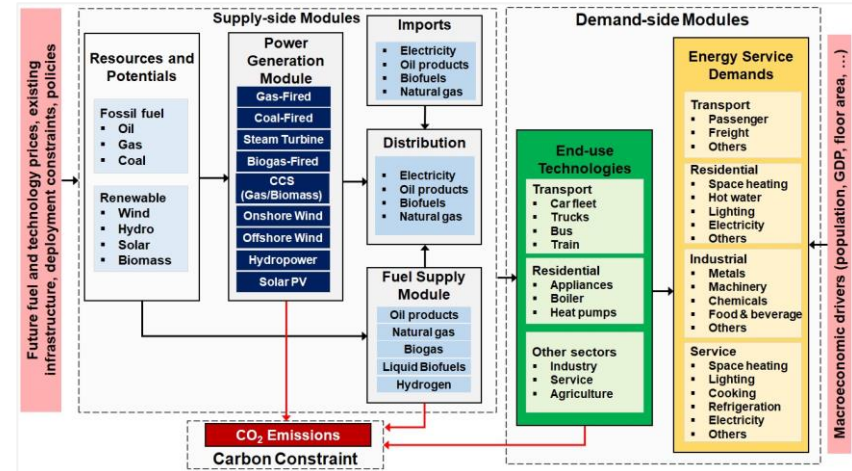 Future fuel and technology prices, existing
infrastructure, deployment constraints, policies
Supply-side Modules
Resources and
Potentials
Fossil fuel
▪ Oil
▪ Gas
▪ Coal
Renewable
▪ Wind
▪ Hydro
▪ Solar
▪ Biomass
Power
Generation
Module
Gas-Fired
Coal-Fired
Steam Turbine
Biogas-Fired
CCS
(Gas/Biomass)
Onshore Wind
Offshore Wind
Hydropower
Solar PV
Imports
▪ Electricity
▪ Oil products
▪ Biofuels
▪ Natural gas
Distribution
▪ Electricity
▪ Oil products
▪ Biofuels
▪ Natural gas
Fuel Supply
Module
Oil products
Natural gas
Biogas
Liquid Biofuels
Hydrogen
CO₂ Emissions
Carbon Constraint
Demand-side Modules
End-use
Technologies
Transport
▪ Car fleet
▪ Trucks
▪ Bus
▪ Train
Residential
▪ Appliances
▪ Boiler
▪ Heat pumps
Other sectors
▪ Industry
▪ Service
▪ Agriculture
Energy Service
Demands
Transport
▪ Passenger
▪ Freight
▪ Others
Residential
▪ Space heating
▪ Hot water
▪ Lighting
▪ Electricity
▪ Others
Industrial
▪ Metals
▪ Machinery
▪ Chemicals
▪ Food & beverage
▪ Others
Service
▪ Space heating
▪ Lighting
▪ Cooking
▪ Refrigeration
▪ Electricity
▪ Others
Macroeconomic drivers (population, GDP, floor area, …)